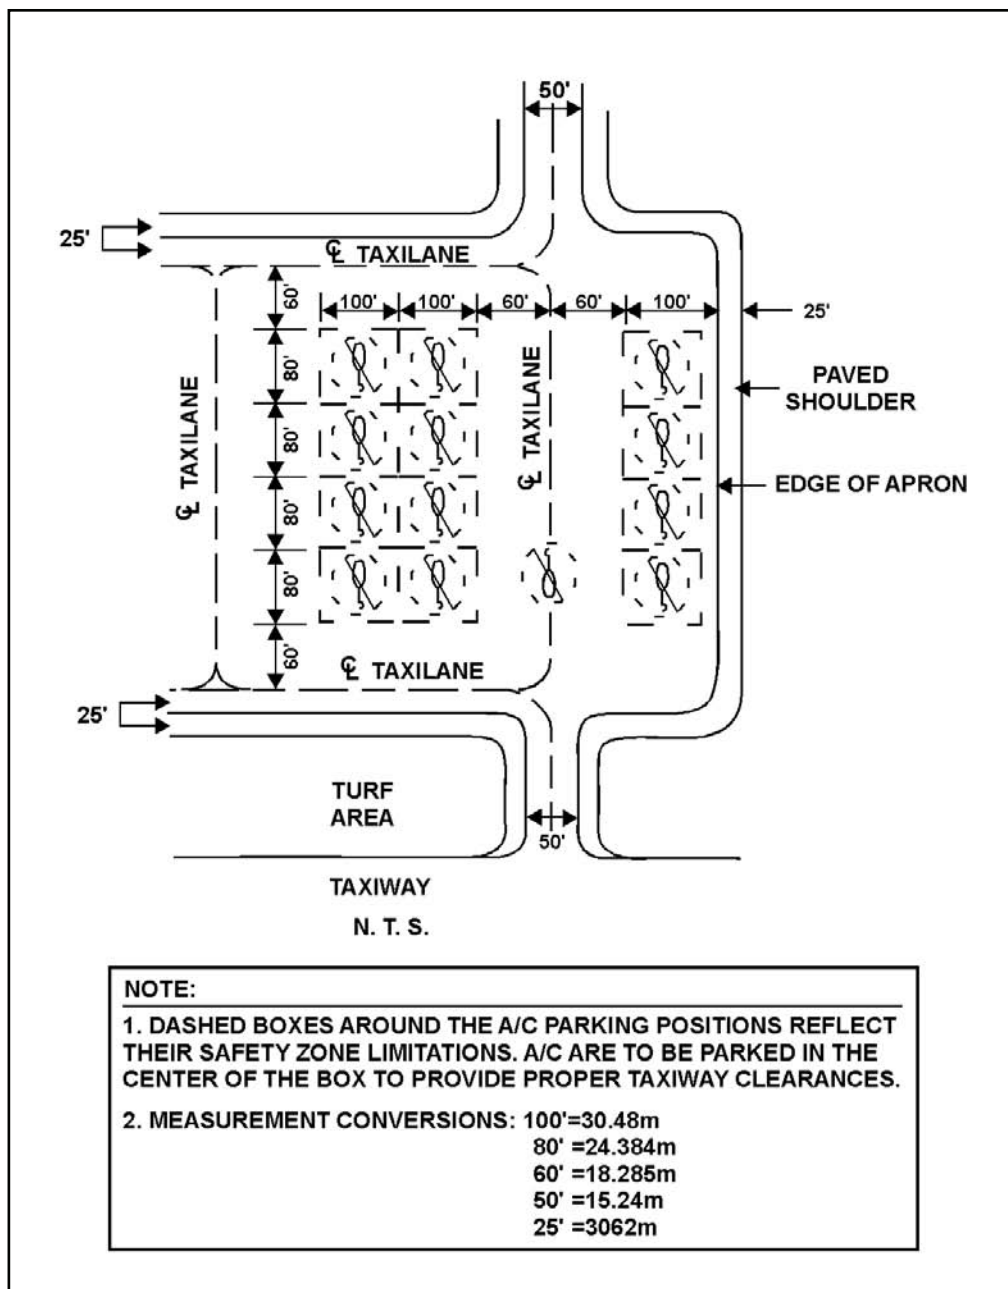 50'
25'
℄ TAXILANE
60'
100'
100'
60'
60'
100'
25'
80'
80'
80'
80'
60'
℄ TAXILANE
℄ TAXILANE
PAVED
SHOULDER
EDGE OF APRON
℄ TAXILANE
25'
TURF
AREA
50'
TAXIWAY
N. T. S.
NOTE:
1. DASHED BOXES AROUND THE A/C PARKING POSITIONS REFLECT
THEIR SAFETY ZONE LIMITATIONS. A/C ARE TO BE PARKED IN THE
CENTER OF THE BOX TO PROVIDE PROPER TAXIWAY CLEARANCES.
2. MEASUREMENT CONVERSIONS: 100'=30.48m
80' =24.384m
60' =18.285m
50' =15.24m
25' =3062m